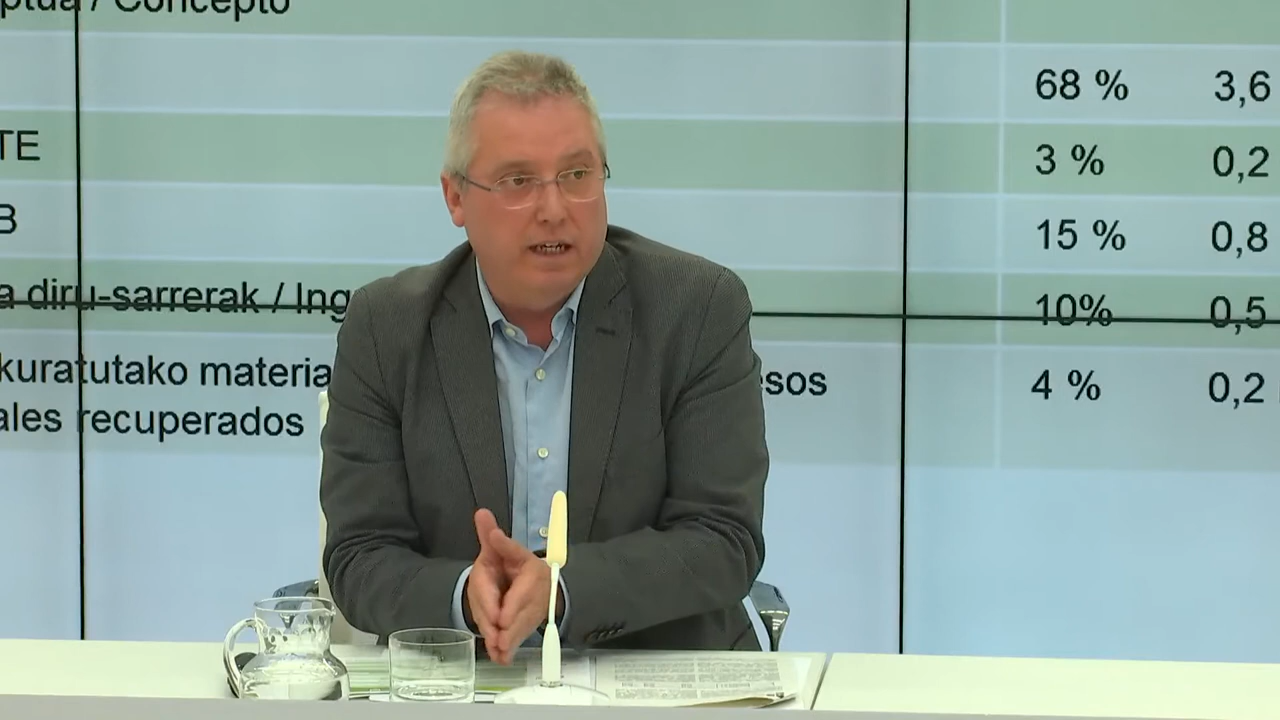 / Concepto
68 % 3,6
TE 3 % 0,2
B 15 % 0,8
a diru-sarrerak / Ing 10% 0,5
kuratutako materia esos 4 % 0,2
ales recuperados